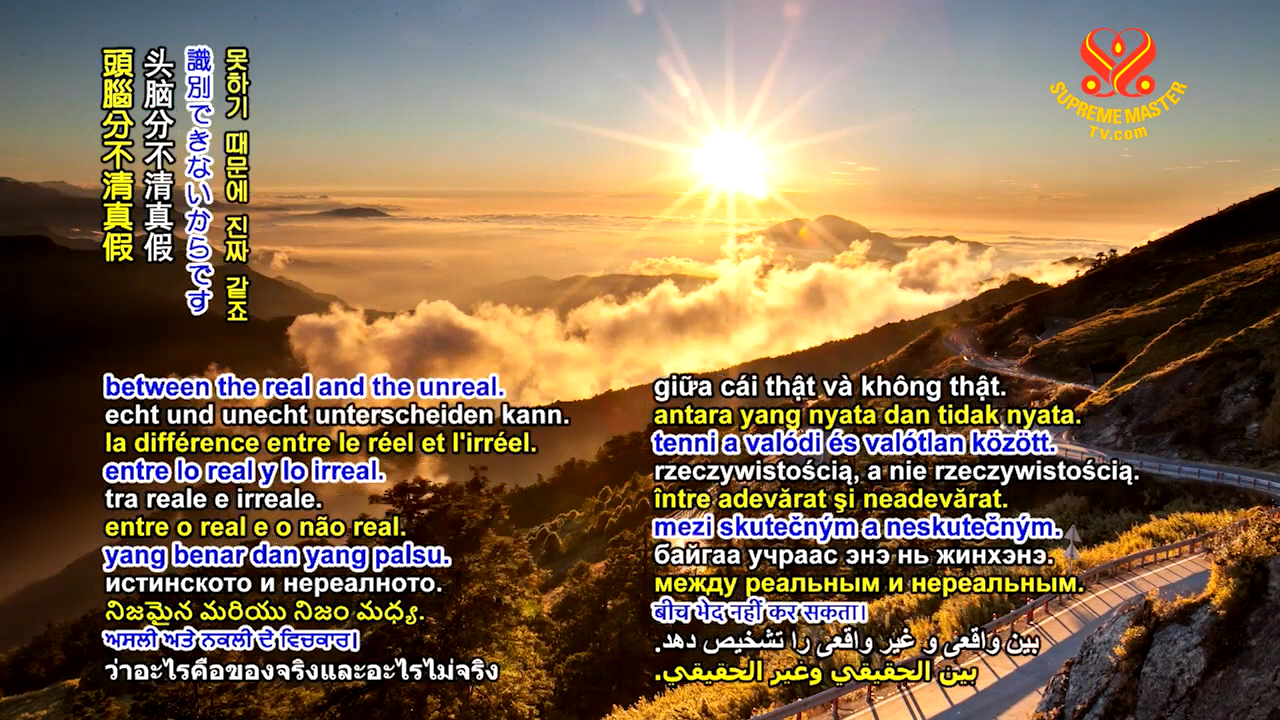 頭腦分不清真假
头脑分不清真假
識別できないからです
못하기 때문에 진짜 같죠
SUPREME MASTER
TV.com
between the real and the unreal.
echt und unecht unterscheiden kann.
la différence entre le réel et l'irréel.
entre lo real y lo irreal.
tra reale e irreale.
entre o real e o não real.
yang benar dan yang palsu.
истинското и нереалното.
నిజమైన మరియు నిజం మధ్య.
ਅਸਲੀ ਅਤੇ ਨਕਲੀ ਦੇ ਵਿਚਕਾਰ।
ว่าอะไรคือของจริงและอะไรไม่จริง
giữa cái thật và không thật.
antara yang nyata dan tidak nyata.
tenni a valódi és valótlan között.
rzeczywistością, a nie rzeczywistością.
între adevărat şi neadevărat.
mezi skutečným a neskutečným.
байгаа учраас энэ нь жинхэнэ.
между реальным и нереальным.
बीच भेद नहीं कर सकता।
بین واقعی و غیر واقعی را تشخیص دهد.
بين الحقيقي وغير الحقيقي.